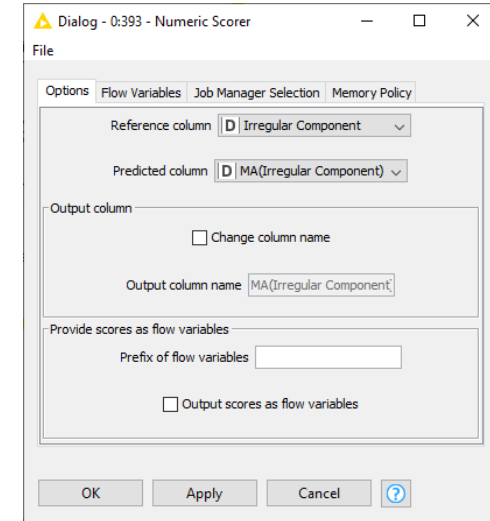 Dialog - 0:393 - Numeric Scorer
File
Options Flow Variables Job Manager Selection Memory Policy
Reference column D Irregular Component
Predicted column D MA(Irregular Component)
Output column
Change column name
Output column name MA(Irregular Component)
Provide scores as flow variables
Prefix of flow variables
Output scores as flow variables
OK Apply Cancel ?